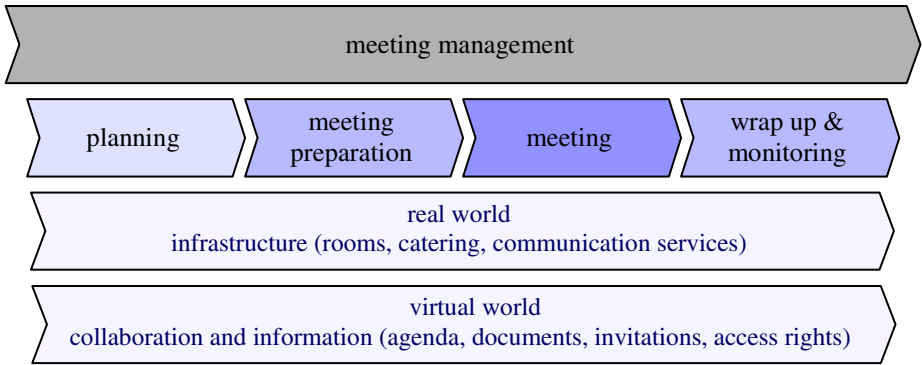 meeting management
planning
meeting
preparation
meeting
wrap up &
monitoring
real world
infrastructure (rooms, catering, communication services)
virtual world
collaboration and information (agenda, documents, invitations, access rights)